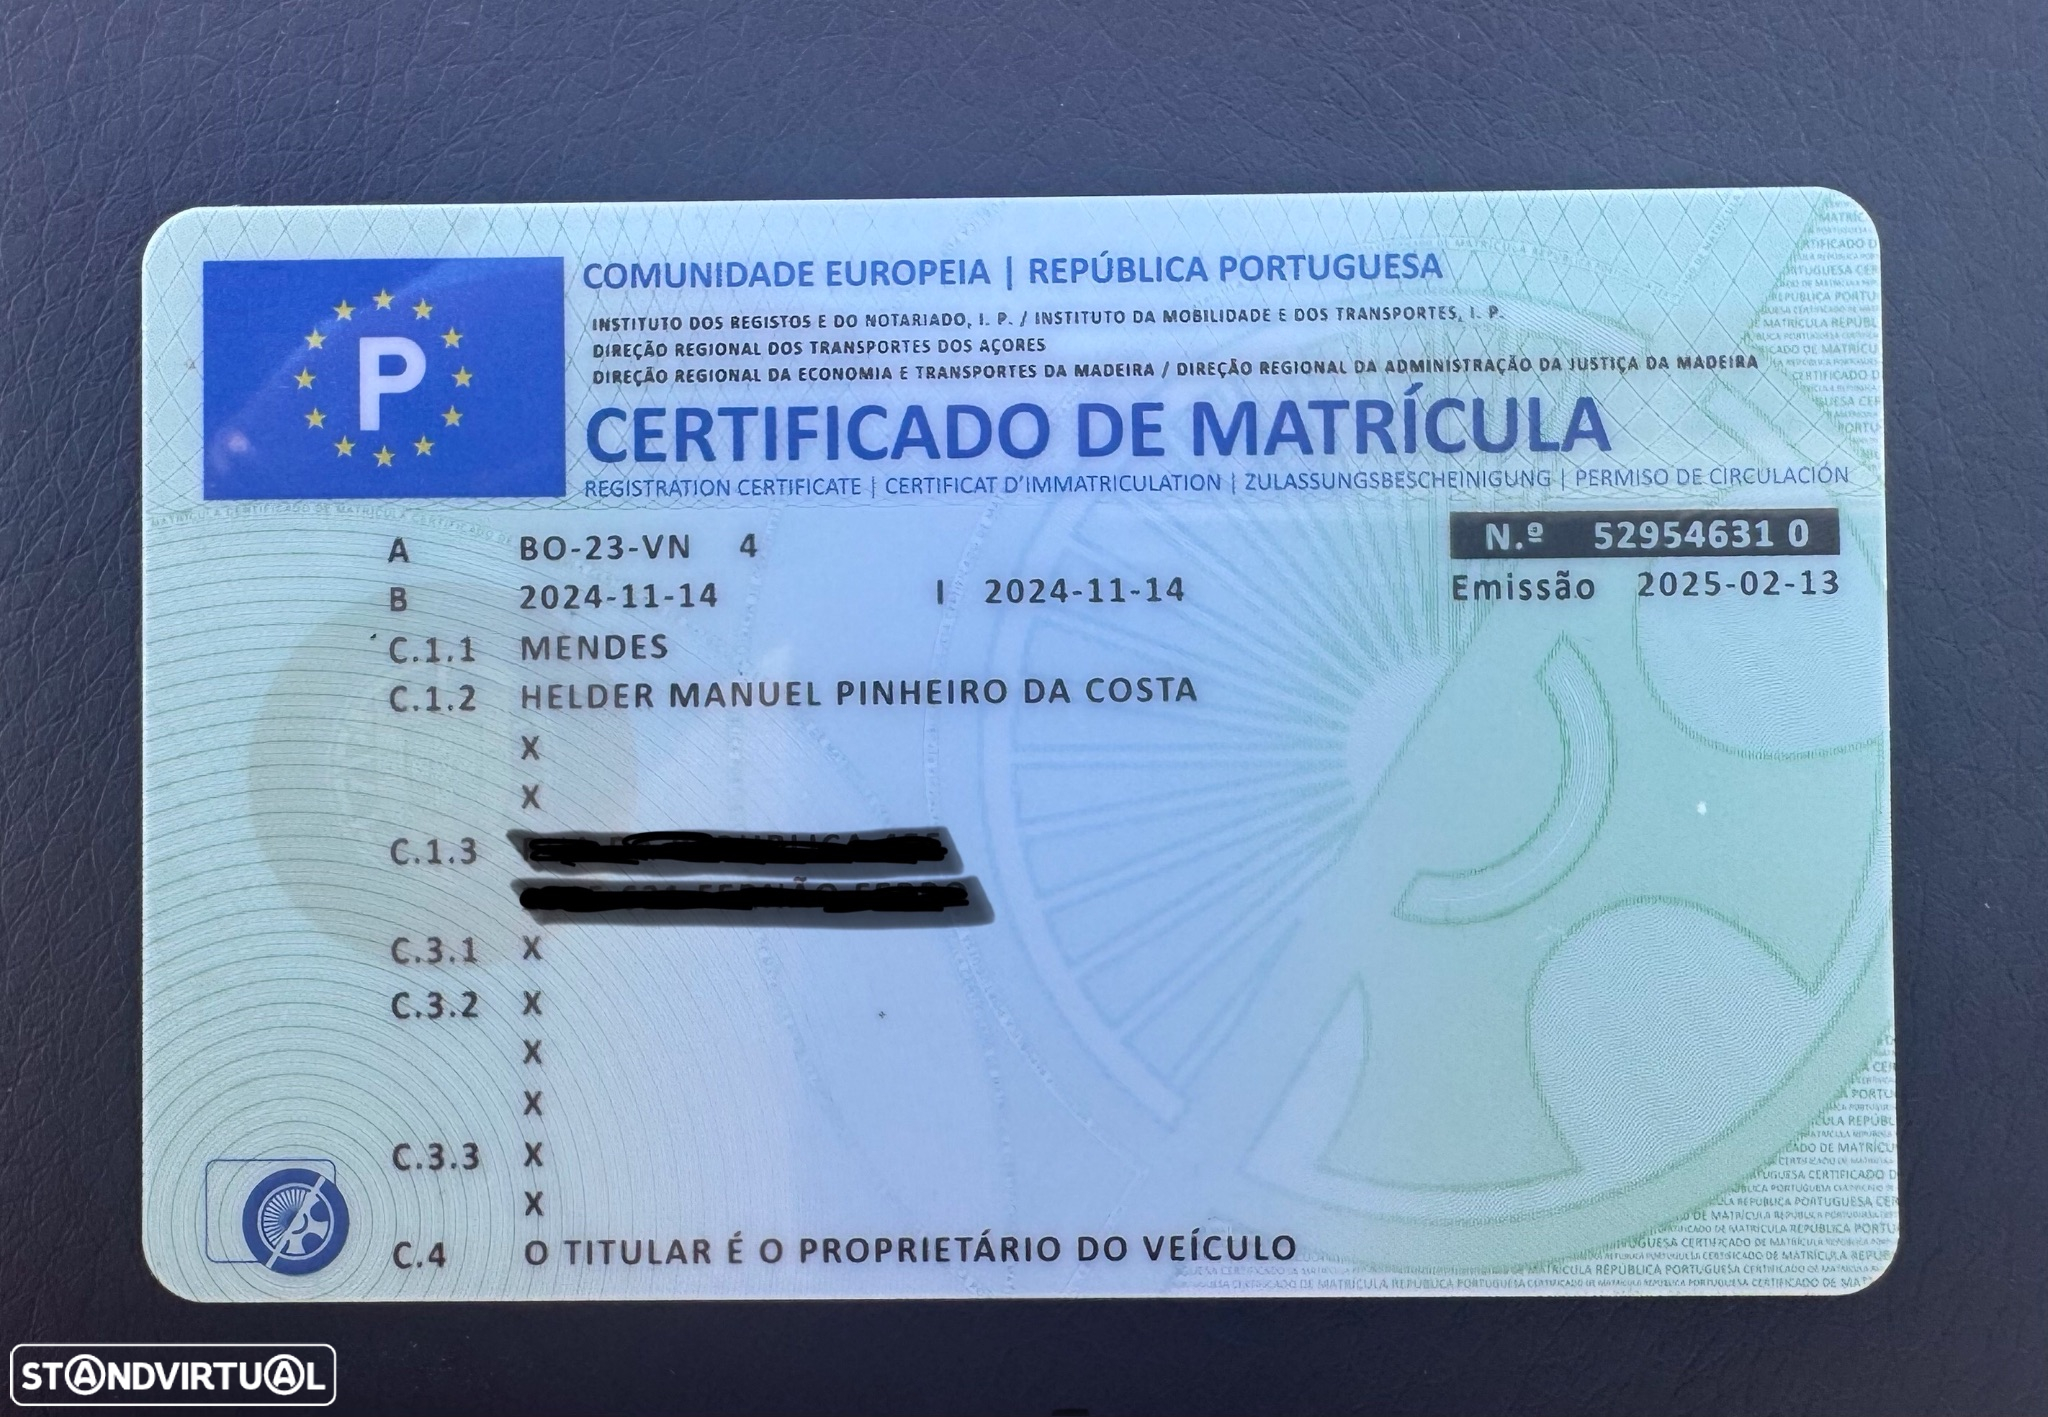 COMUNIDADE EUROPEIA | REPÚBLICA PORTUGUESA
INSTITUTO DOS REGISTOS E DO NOTARIADO, I. P. / INSTITUTO DA MOBILIDADE E DOS TRANSPORTES, I. P.
DIREÇÃO REGIONAL DOS TRANSPORTES DOS AÇORES
DIREÇÃO REGIONAL DA ECONOMIA E TRANSPORTES DA MADEIRA / DIREÇÃO REGIONAL DA ADMINISTRAÇÃO DA JUSTIÇA DA MADEIRA
P
CERTIFICADO DE MATRÍCULA
REGISTRATION CERTIFICATE | CERTIFICAT D'IMMATRICULATION | ZULASSUNGSBESCHEINIGUNG | PERMISO DE CIRCULACIÓN
A BO-23-VN 4 N.º 52954631 0
B 2024-11-14 I 2024-11-14 Emissão 2025-02-13
C.1.1 MENDES
C.1.2 HELDER MANUEL PINHEIRO DA COSTA
X
X
C.1.3
C.3.1 X
C.3.2 X
X
X
C.3.3 X
X
C.4 O TITULAR É O PROPRIETÁRIO DO VEÍCULO
STANDVIRTUAL